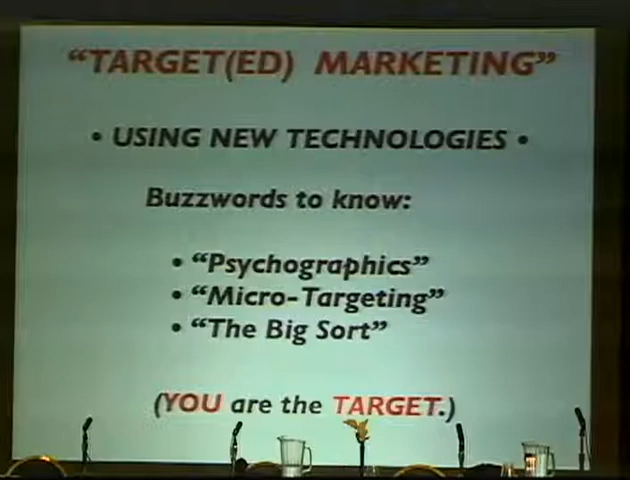 “TARGET(ED) MARKETING”
• USING NEW TECHNOLOGIES •
Buzzwords to know:
• “Psychographics”
• “Micro-Targeting”
• “The Big Sort”
(YOU are the TARGET.)